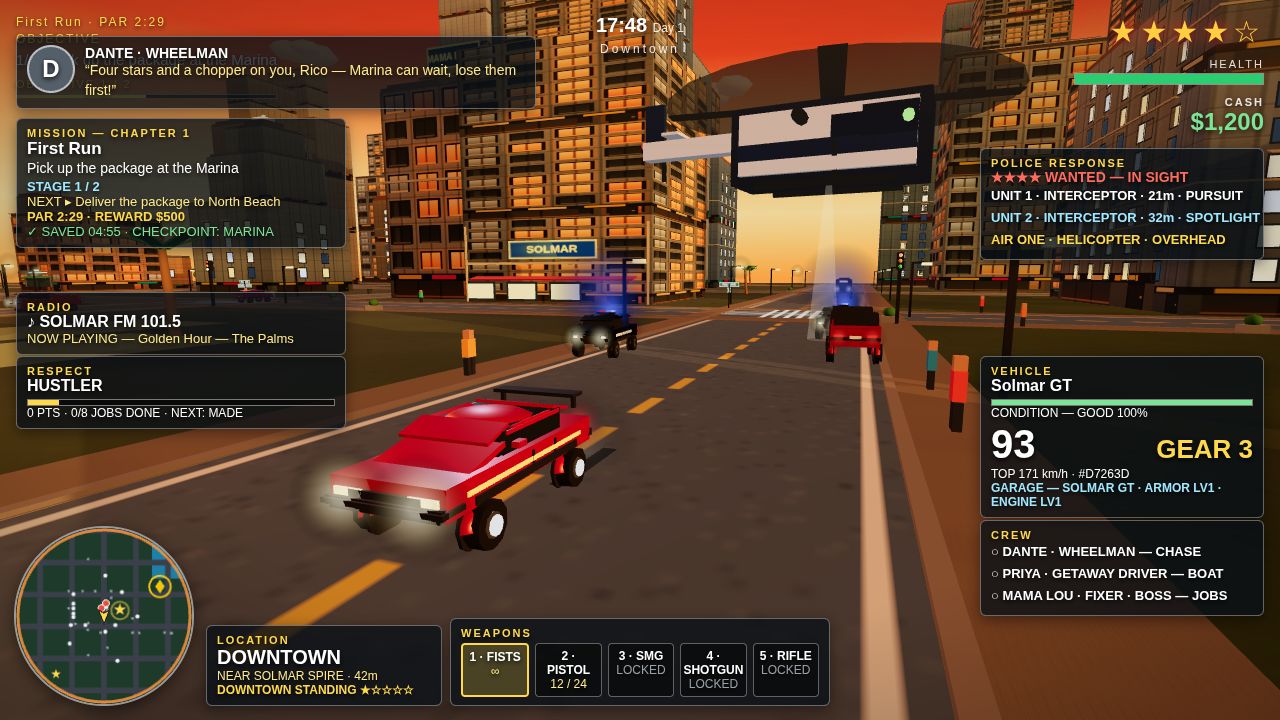 First Run · PAR 2:29
OBJECTIVE
D
DANTE · WHEELMAN
“Four stars and a chopper on you, Rico — Marina can wait, lose them
first!”
MISSION — CHAPTER 1
First Run
Pick up the package at the Marina
STAGE 1 / 2
NEXT ▸ Deliver the package to North Beach
PAR 2:29 · REWARD $500
✓ SAVED 04:55 · CHECKPOINT: MARINA
RADIO
♪ SOLMAR FM 101.5
NOW PLAYING — Golden Hour — The Palms
RESPECT
HUSTLER
0 PTS · 0/8 JOBS DONE · NEXT: MADE
17:48 Day 1
Downtown
SOLMAR
★★★★☆
HEALTH
CASH
$1,200
POLICE RESPONSE
★★★★ WANTED — IN SIGHT
UNIT 1 · INTERCEPTOR · 21m · PURSUIT
UNIT 2 · INTERCEPTOR · 32m · SPOTLIGHT
AIR ONE · HELICOPTER · OVERHEAD
VEHICLE
Solmar GT
CONDITION — GOOD 100%
93 GEAR 3
TOP 171 km/h · #D7263D
GARAGE — SOLMAR GT · ARMOR LV1 ·
ENGINE LV1
CREW
○ DANTE · WHEELMAN — CHASE
○ PRIYA · GETAWAY DRIVER — BOAT
○ MAMA LOU · FIXER · BOSS — JOBS
LOCATION
DOWNTOWN
NEAR SOLMAR SPIRE · 42m
DOWNTOWN STANDING ★☆☆☆☆
WEAPONS
1 · FISTS
∞
2 ·
PISTOL
12 / 24
3 · SMG
LOCKED
4 ·
SHOTGUN
LOCKED
5 · RIFLE
LOCKED